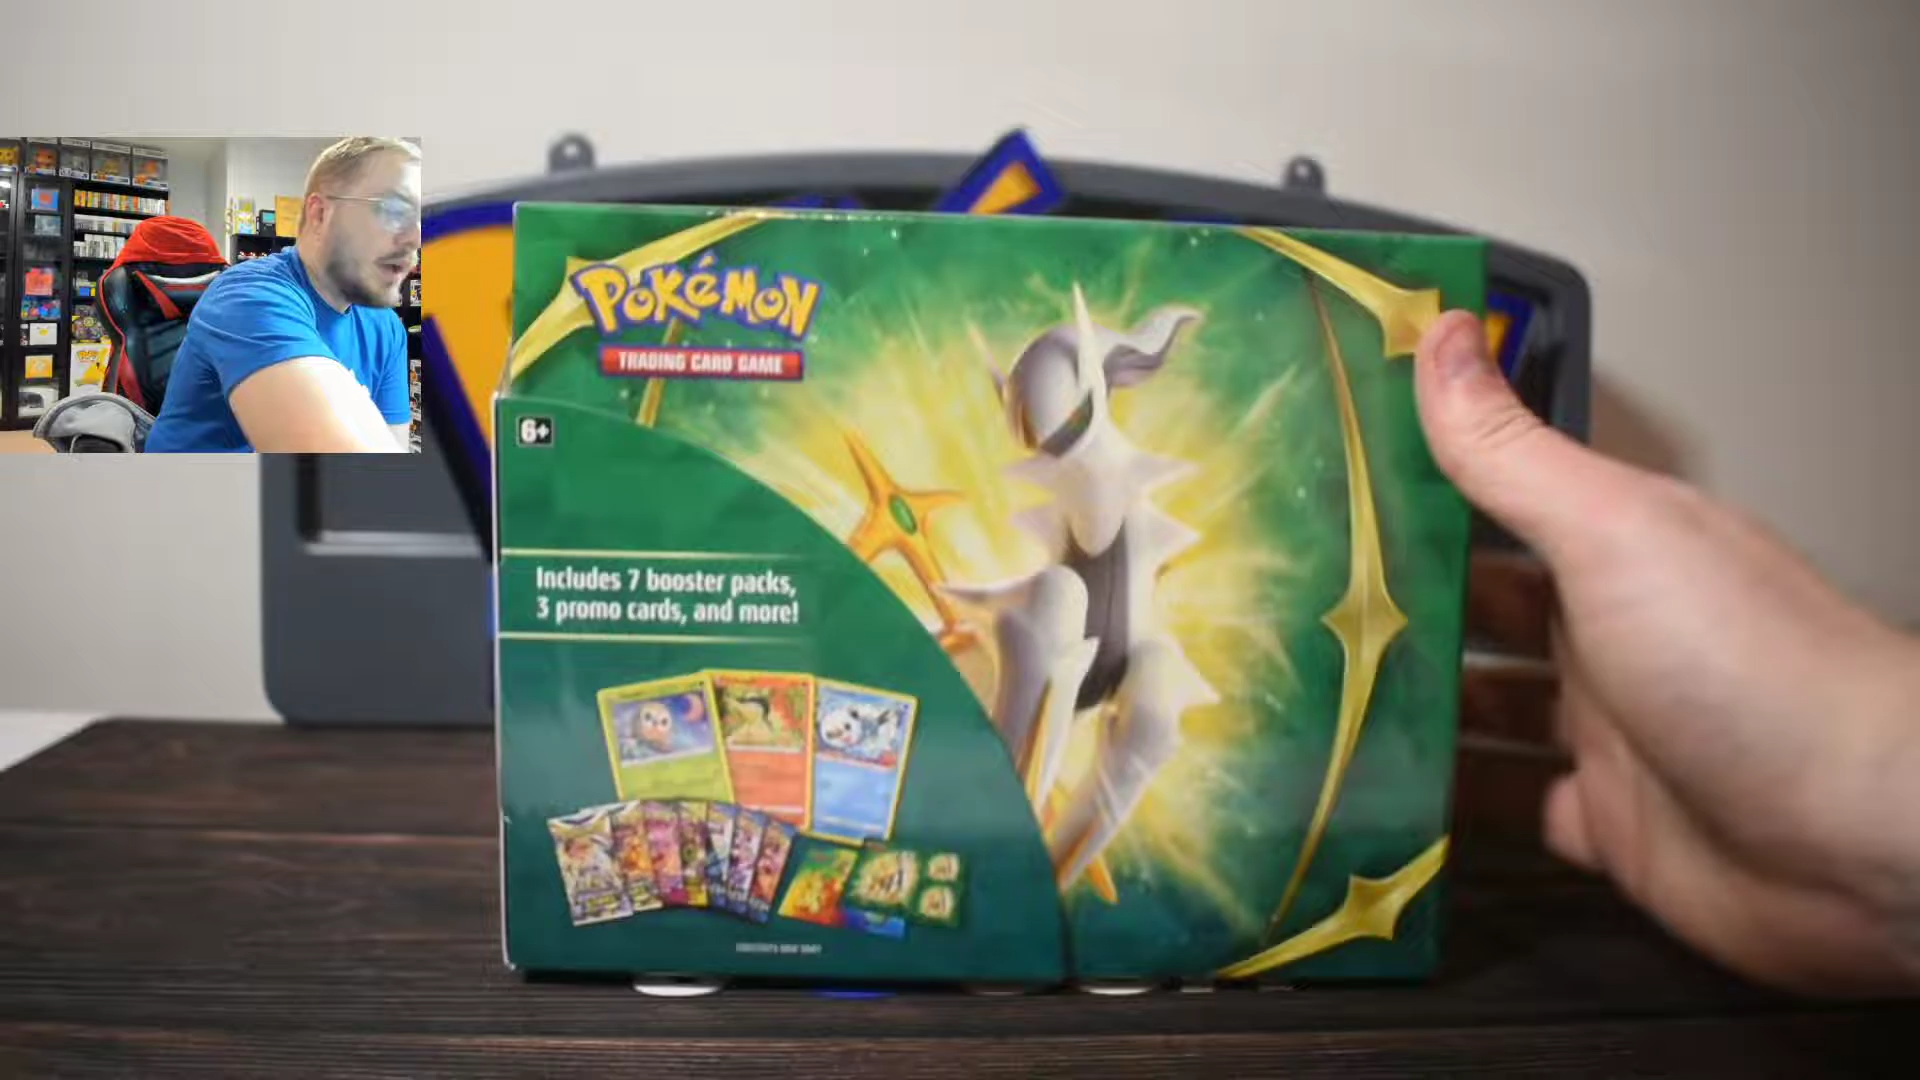 POKéMON
TRADING CARD GAME
6+
Includes 7 booster packs,
3 promo cards, and more!